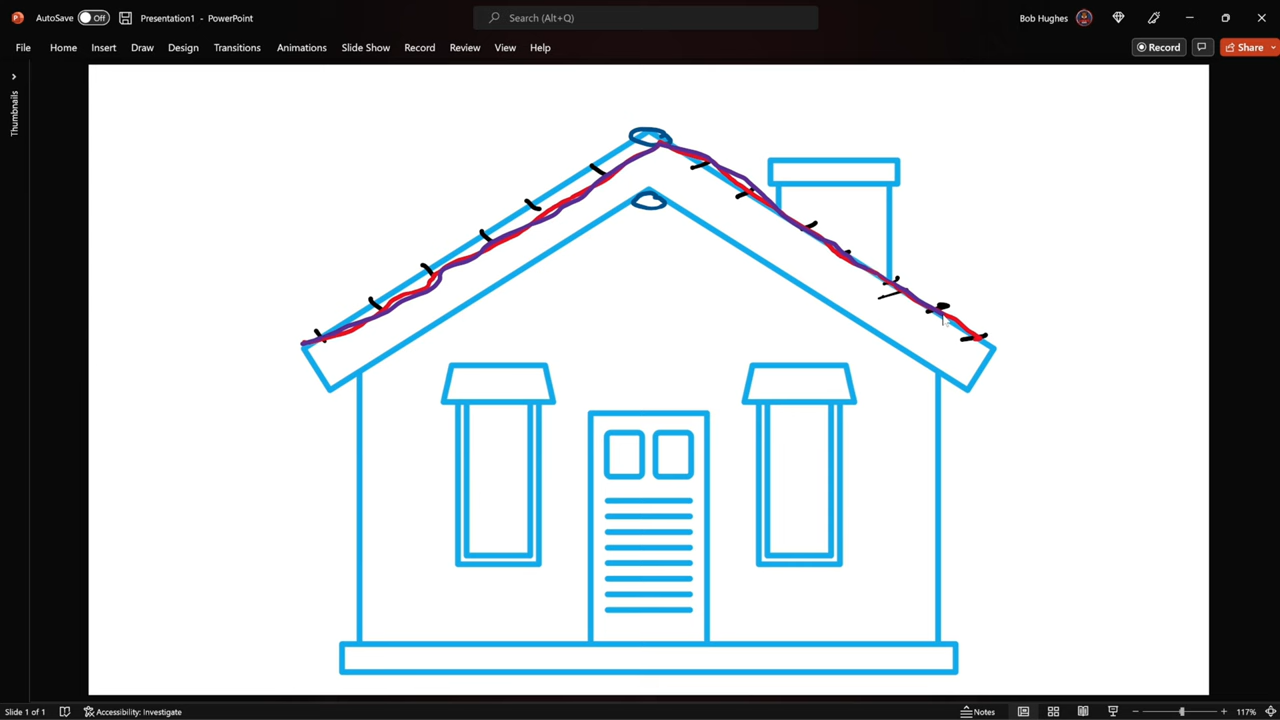 AutoSave Off Presentation1 - PowerPoint Search (Alt+Q) Bob Hughes
File Home Insert Draw Design Transitions Animations Slide Show Record Review View Help Record Share
Thumbnails
Slide 1 of 1 Accessibility: Investigate Notes 117%